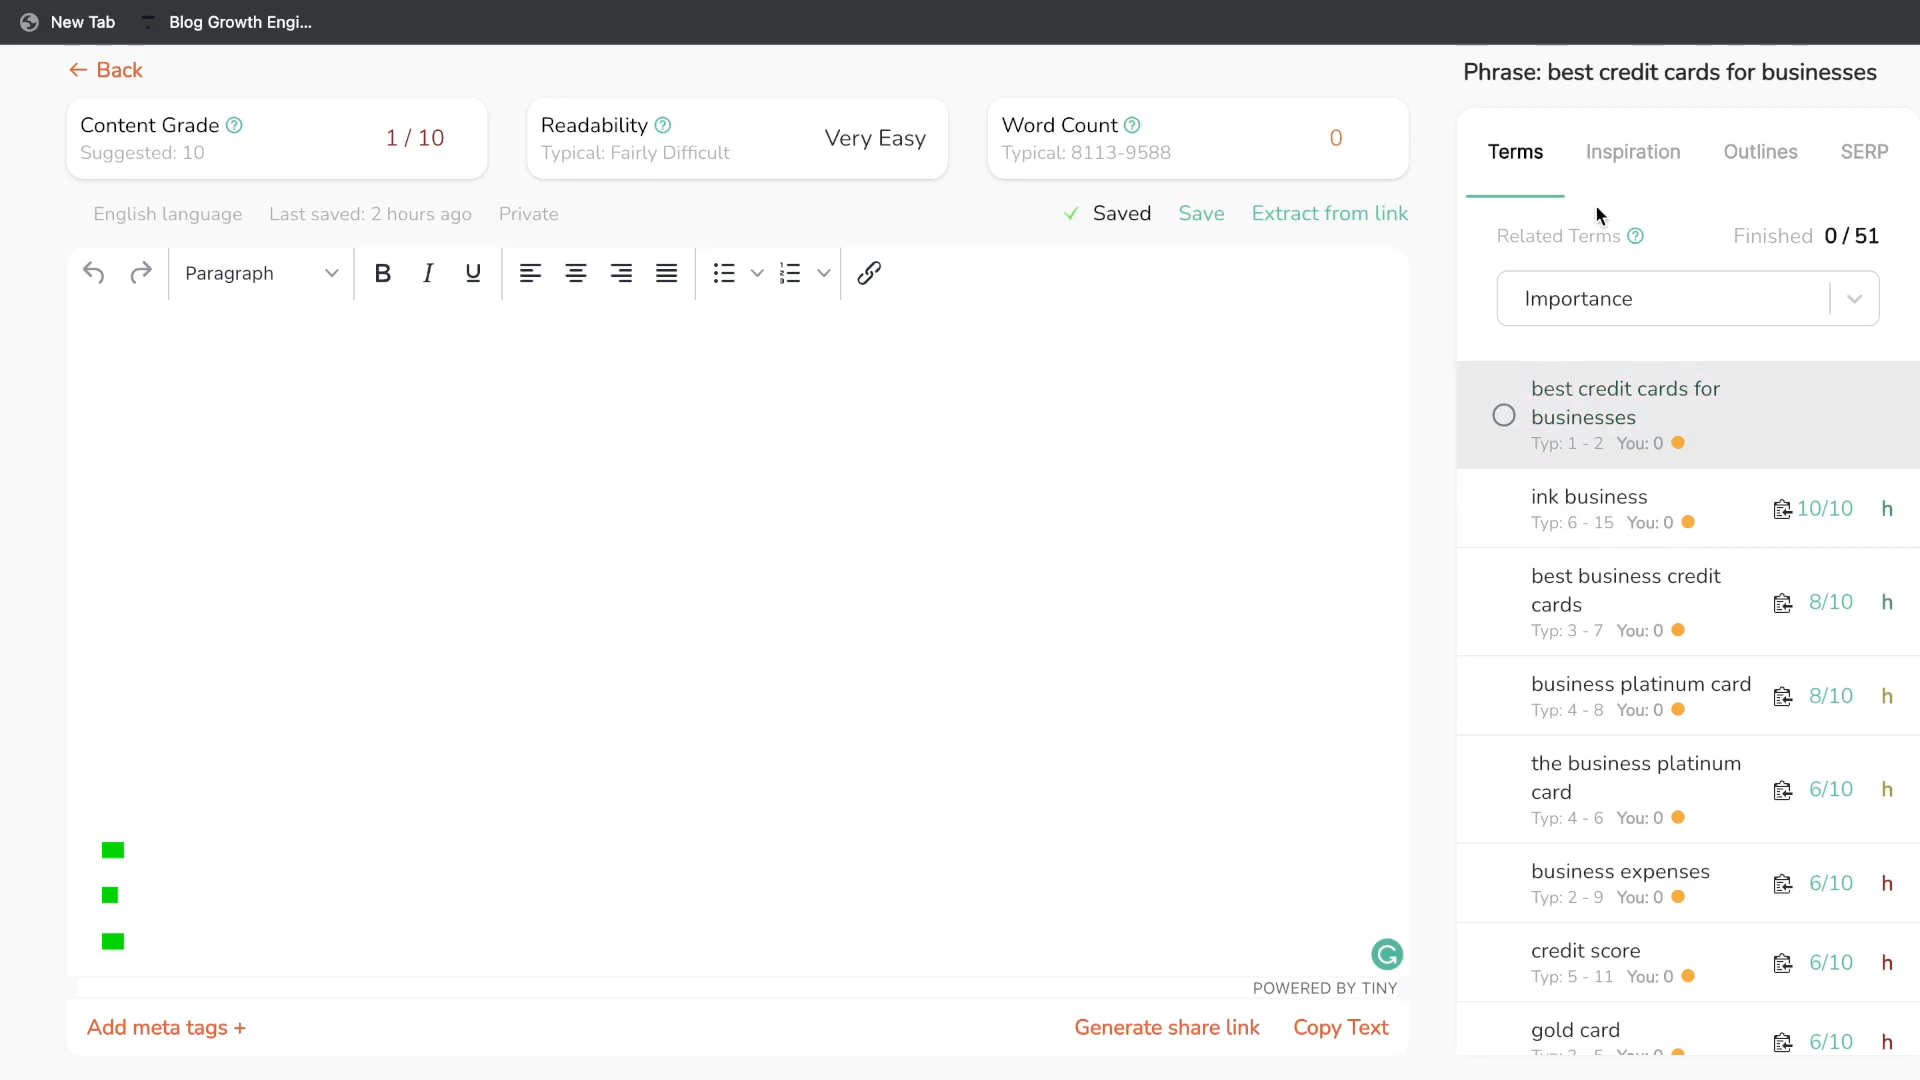 New Tab
Blog Growth Engi...
← Back
Phrase: best credit cards for businesses
Content Grade
Suggested: 10
1 / 10
Readability
Typical: Fairly Difficult
Very Easy
Word Count
Typical: 8113-9588
0
Terms
Inspiration
Outlines
SERP
English language
Last saved: 2 hours ago
Private
✓ Saved
Save
Extract from link
Related Terms
Finished 0 / 51
Paragraph
B
I
U
Importance
best credit cards for
businesses
Typ: 1 - 2 You: 0
ink business
Typ: 6 - 15 You: 0
10/10 h
best business credit
cards
Typ: 3 - 7 You: 0
8/10 h
business platinum card
Typ: 4 - 8 You: 0
8/10 h
the business platinum
card
Typ: 4 - 6 You: 0
6/10 h
business expenses
Typ: 2 - 9 You: 0
6/10 h
credit score
Typ: 5 - 11 You: 0
6/10 h
gold card
6/10 h
POWERED BY TINY
Add meta tags +
Generate share link
Copy Text